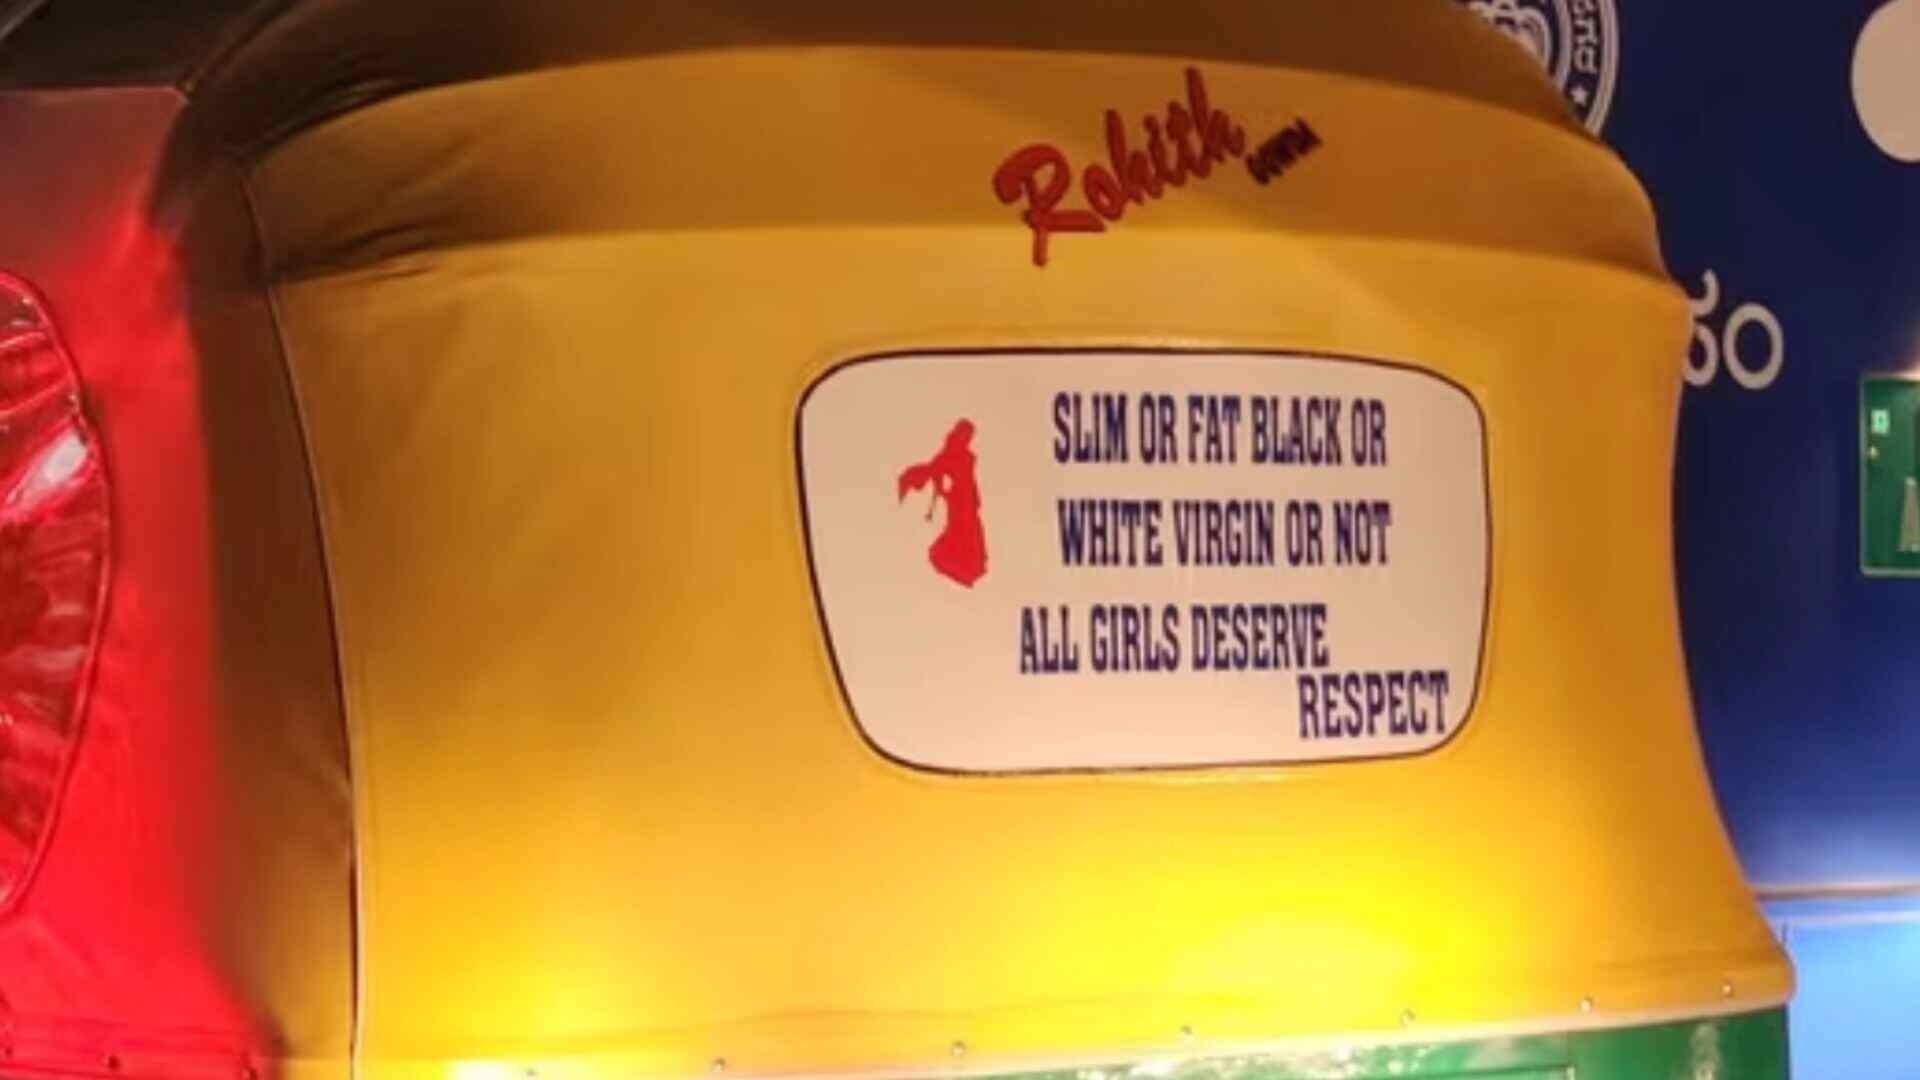 Rohith
SLIM OR FAT BLACK OR
WHITE VIRGIN OR NOT
ALL GIRLS DESERVE
RESPECT